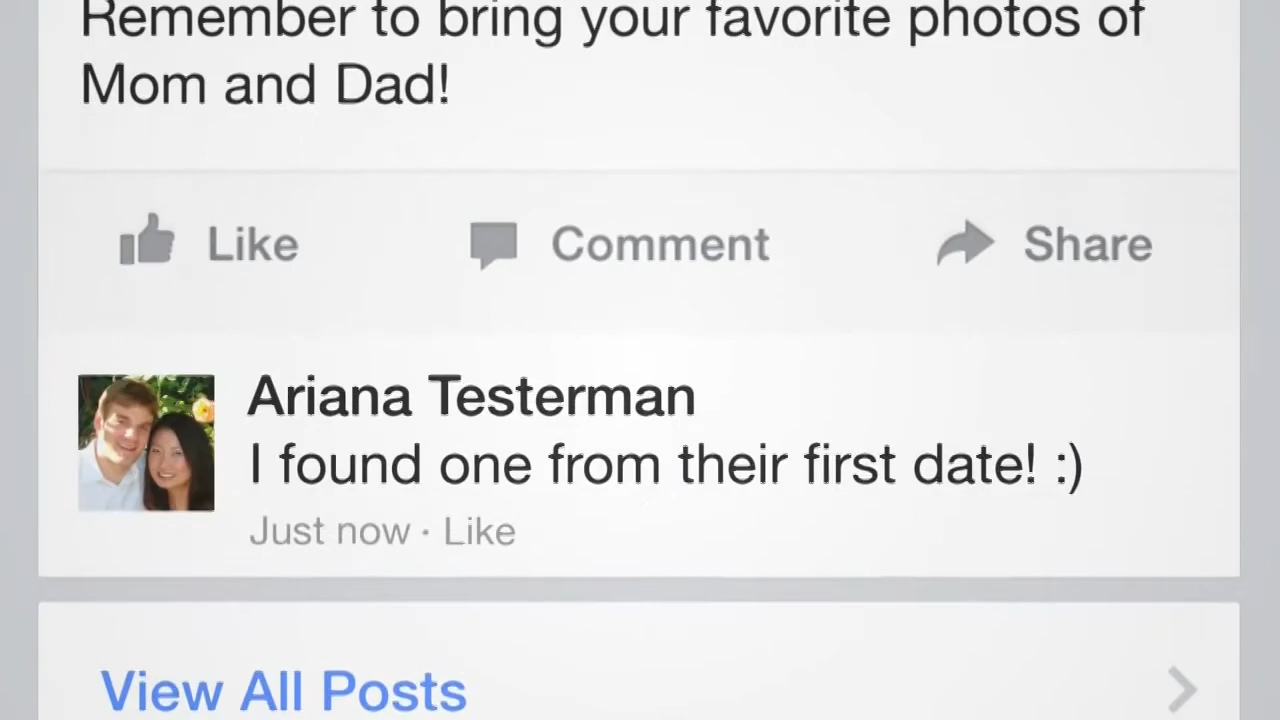 Remember to bring your favorite photos of
Mom and Dad!
Like Comment Share
Ariana Testerman
I found one from their first date! :)
Just now · Like
View All Posts